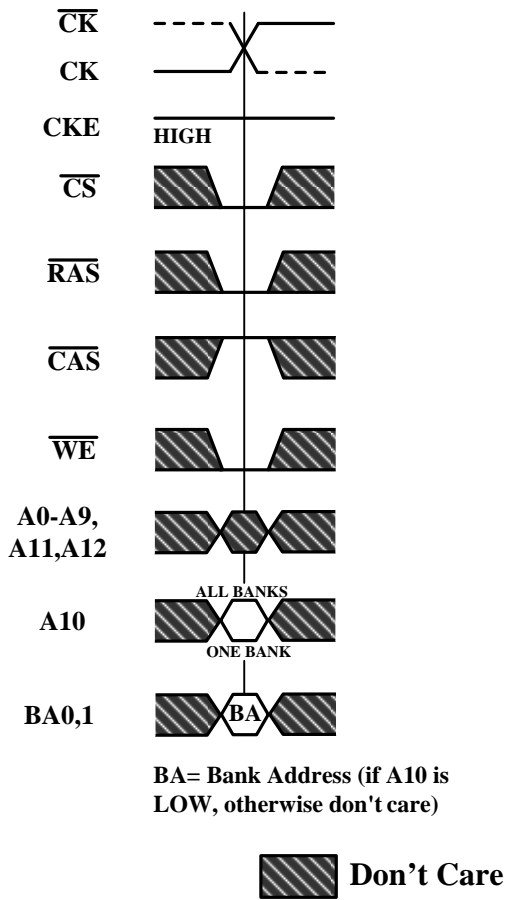 CK
CK
CKE
HIGH
CS
RAS
CAS
WE
A0-A9,
A11,A12
ALL BANKS
A10
ONE BANK
BA0,1
BA
BA= Bank Address (if A10 is
LOW, otherwise don't care)
Don't Care